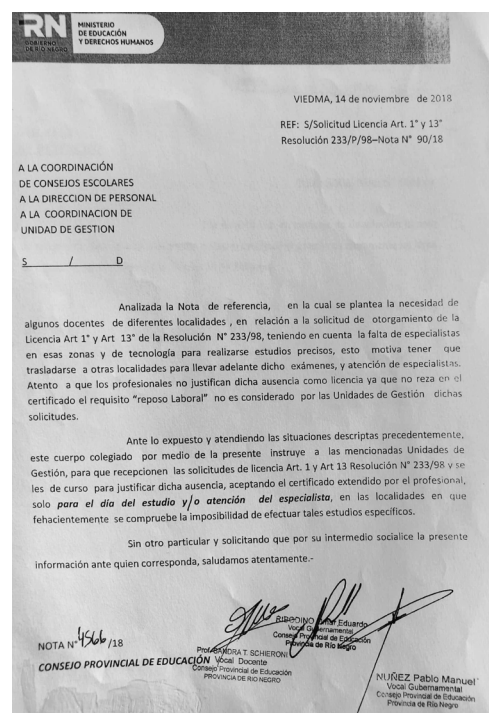 RN
GOBIERNO
DE RÍO NEGRO
MINISTERIO
DE EDUCACIÓN
Y DERECHOS HUMANOS
VIEDMA, 14 de noviembre de 2018
REF: S/Solicitud Licencia Art. 1° y 13°
Resolución 233/P/98–Nota N° 90/18
A LA COORDINACIÓN
DE CONSEJOS ESCOLARES
A LA DIRECCION DE PERSONAL
A LA COORDINACION DE
UNIDAD DE GESTION
S / D
Analizada la Nota de referencia, en la cual se plantea la necesidad de
algunos docentes de diferentes localidades , en relación a la solicitud de otorgamiento de la
Licencia Art 1° y Art 13° de la Resolución N° 233/98, teniendo en cuenta la falta de especialistas
en esas zonas y de tecnología para realizarse estudios precisos, esto motiva tener que
trasladarse a otras localidades para llevar adelante dicho exámenes, y atención de especialistas.
Atento a que los profesionales no justifican dicha ausencia como licencia ya que no reza en el
certificado el requisito "reposo Laboral" no es considerado por las Unidades de Gestión dichas
solicitudes.
Ante lo expuesto y atendiendo las situaciones descriptas precedentemente,
este cuerpo colegiado por medio de la presente instruye a las mencionadas Unidades de
Gestión, para que recepcionen las solicitudes de licencia Art. 1 y Art 13 Resolución N° 233/98 y se
les de curso para justificar dicha ausencia, aceptando el certificado extendido por el profesional,
solo para el día del estudio y/o atención del especialista, en las localidades en que
fehacientemente se compruebe la imposibilidad de efectuar tales estudios específicos.
Sin otro particular y solicitando que por su intermedio socialice la presente
información ante quien corresponda, saludamos atentamente.-
NOTA N° 4566 /18
CONSEJO PROVINCIAL DE EDUCACIÓN
Prof. SANDRA T. SCHIERONI
Vocal Docente
Consejo Provincial de Educación
PROVINCIA DE RIO NEGRO
Eduardo
Vocal Gubernamental
Consejo Provincial de Educación
Provincia de Río Negro
NUÑEZ Pablo Manuel
Vocal Gubernamental
Consejo Provincial de Educación
Provincia de Río Negro